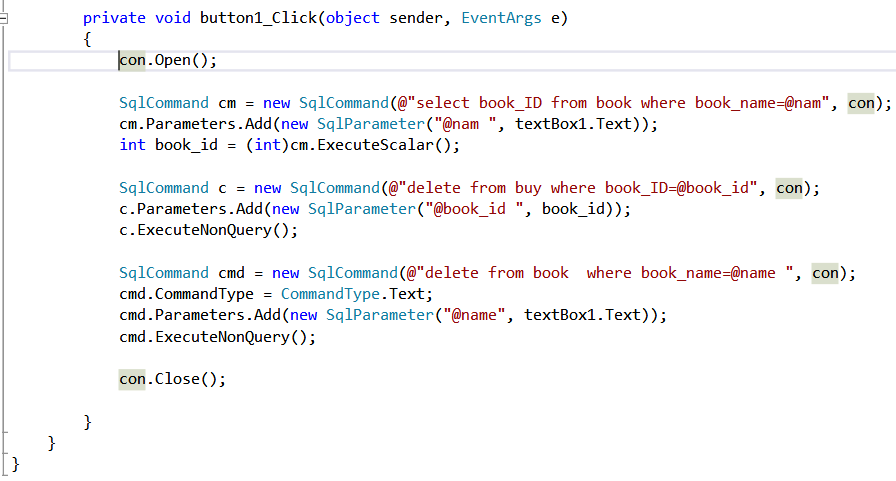 private void button1_Click(object sender, EventArgs e)
{
con.Open();
SqlCommand cm = new SqlCommand(@"select book_ID from book where book_name=@nam", con);
cm.Parameters.Add(new SqlParameter("@nam ", textBox1.Text));
int book_id = (int)cm.ExecuteScalar();
SqlCommand c = new SqlCommand(@"delete from buy where book_ID=@book_id", con);
c.Parameters.Add(new SqlParameter("@book_id ", book_id));
c.ExecuteNonQuery();
SqlCommand cmd = new SqlCommand(@"delete from book  where book_name=@name ", con);
cmd.CommandType = CommandType.Text;
cmd.Parameters.Add(new SqlParameter("@name", textBox1.Text));
cmd.ExecuteNonQuery();
con.Close();
}
}
}